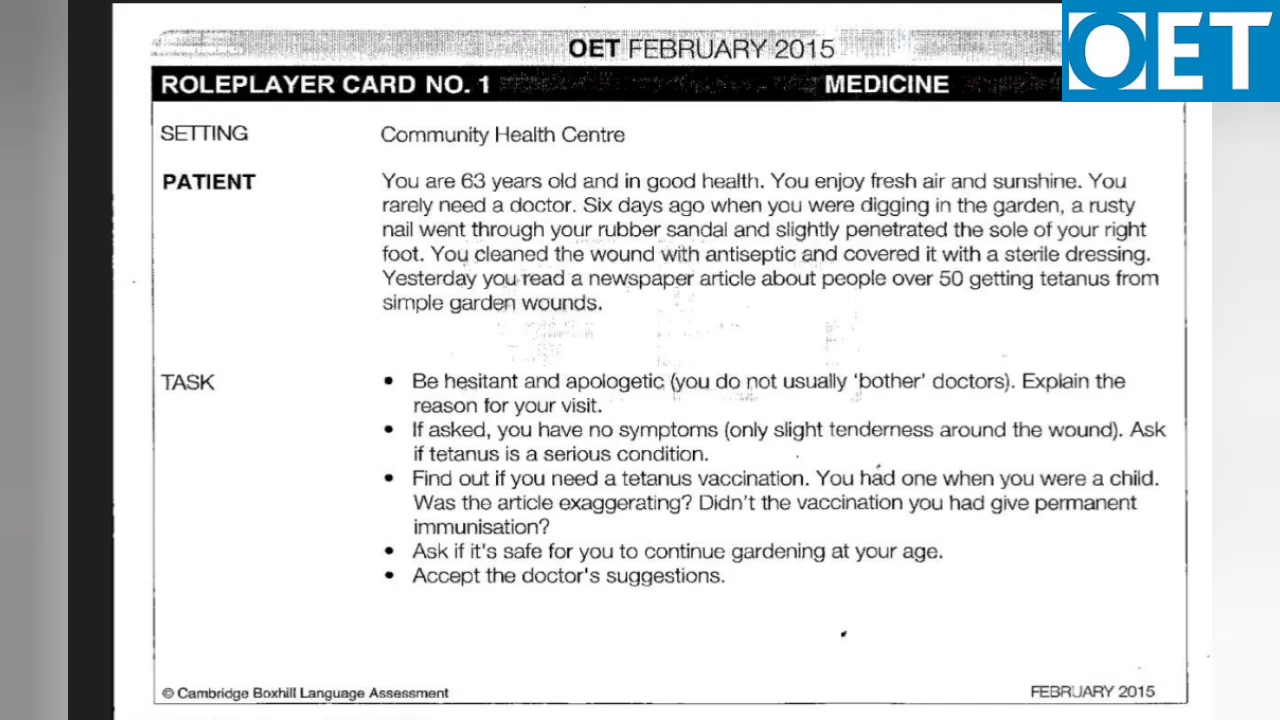 OET FEBRUARY 2015
OET
ROLEPLAYER CARD NO. 1 MEDICINE
SETTING Community Health Centre
PATIENT You are 63 years old and in good health. You enjoy fresh air and sunshine. You
rarely need a doctor. Six days ago when you were digging in the garden, a rusty
nail went through your rubber sandal and slightly penetrated the sole of your right
foot. You cleaned the wound with antiseptic and covered it with a sterile dressing.
Yesterday you read a newspaper article about people over 50 getting tetanus from
simple garden wounds.
TASK • Be hesitant and apologetic (you do not usually 'bother' doctors). Explain the
reason for your visit.
• If asked, you have no symptoms (only slight tenderness around the wound). Ask
if tetanus is a serious condition.
• Find out if you need a tetanus vaccination. You had one when you were a child.
Was the article exaggerating? Didn't the vaccination you had give permanent
immunisation?
• Ask if it's safe for you to continue gardening at your age.
• Accept the doctor's suggestions.
© Cambridge Boxhill Language Assessment FEBRUARY 2015